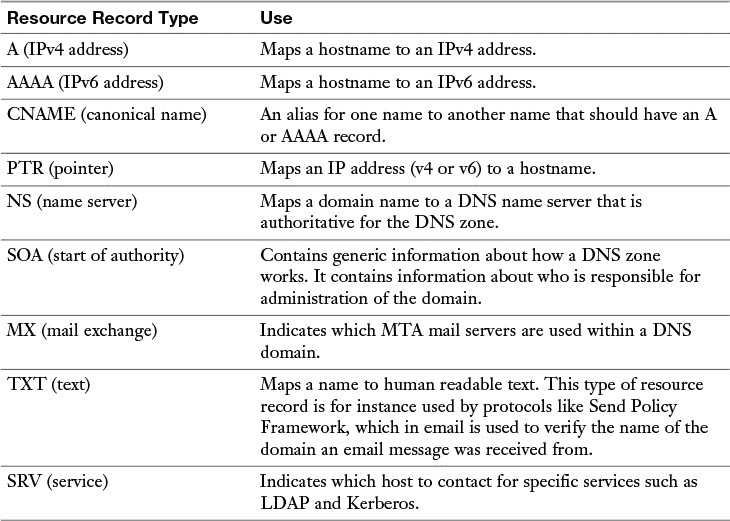 Resource Record Type Use
A (IPv4 address) Maps a hostname to an IPv4 address.
AAAA (IPv6 address) Maps a hostname to an IPv6 address.
CNAME (canonical name) An alias for one name to another name that should have an A
or AAAA record.
PTR (pointer) Maps an IP address (v4 or v6) to a hostname.
NS (name server) Maps a domain name to a DNS name server that is
authoritative for the DNS zone.
SOA (start of authority) Contains generic information about how a DNS zone
works. It contains information about who is responsible for
administration of the domain.
MX (mail exchange) Indicates which MTA mail servers are used within a DNS
domain.
TXT (text) Maps a name to human readable text. This type of resource
record is for instance used by protocols like Send Policy
Framework, which in email is used to verify the name of the
domain an email message was received from.
SRV (service) Indicates which host to contact for specific services such as
LDAP and Kerberos.